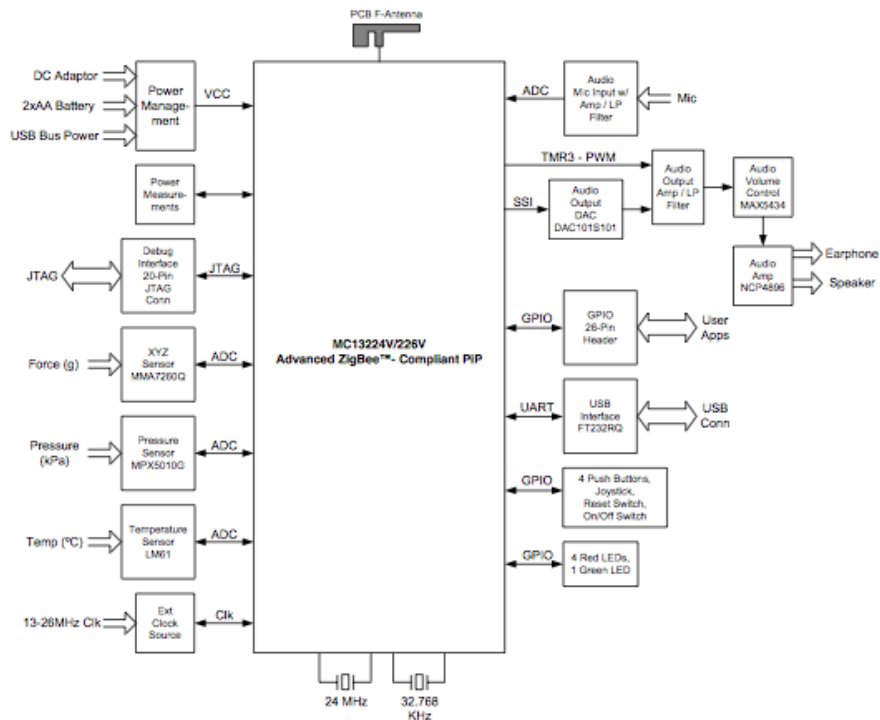 PCB F-Antenna
DC Adaptor
2xAA Battery
USB Bus Power
Power
Manage-
ment
VCC
Power
Measure-
ments
JTAG
Debug
Interface
20-Pin
JTAG
Conn
JTAG
Force (g)
XYZ
Sensor
MMA7260Q
ADC
Pressure
(kPa)
Pressure
Sensor
MPX5010G
ADC
Temp (ºC)
Temperature
Sensor
LM61
ADC
13-26MHz Clk
Ext
Clock
Source
Clk
MC13224V/226V
Advanced ZigBee™- Compliant PiP
24 MHz
32.768
KHz
ADC
Audio
Mic Input w/
Amp / LP
Filter
Mic
TMR3 - PWM
SSI
Audio
Output
DAC
DAC101S101
Audio
Output
Amp / LP
Filter
Audio
Volume
Control
MAX5434
Audio
Amp
NCP4896
Earphone
Speaker
GPIO
GPIO
26-Pin
Header
User
Apps
UART
USB
Interface
FT232RQ
USB
Conn
GPIO
4 Push Buttons,
Joystick,
Reset Switch,
On/Off Switch
GPIO
4 Red LEDs,
1 Green LED